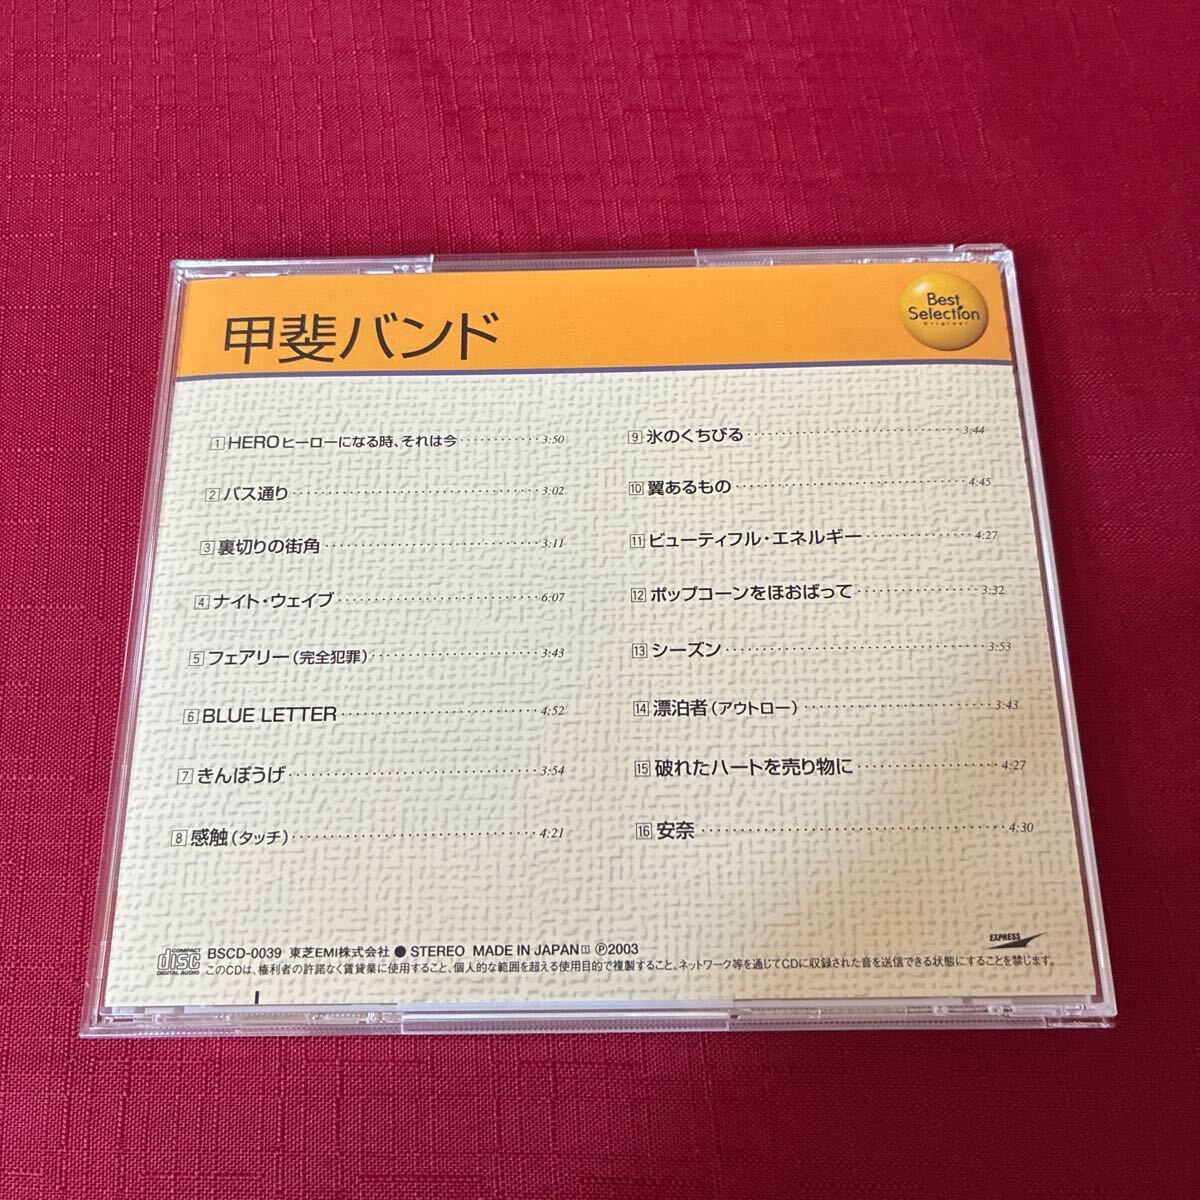 甲斐バンド
Best
Selection
Original
1 HERO ヒーローになる時、それは今 3:50
2 バス通り 3:02
3 裏切りの街角 3:11
4 ナイト・ウェイブ 6:07
5 フェアリー(完全犯罪) 3:43
6 BLUE LETTER 4:52
7 きんぽうげ 3:54
8 感触(タッチ) 4:21
9 氷のくちびる 3:44
10 翼あるもの 4:45
11 ビューティフル・エネルギー 4:27
12 ポップコーンをほおばって 3:32
13 シーズン 3:53
14 漂泊者(アウトロー) 3:43
15 破れたハートを売り物に 4:27
16 安奈 4:30
COMPACT
disc
DIGITAL AUDIO
BSCD-0039 東芝EMI株式会社 ● STEREO MADE IN JAPAN 1 ℗2003
EXPRESS
このCDは、権利者の許諾なく賃貸業に使用すること、個人的な範囲を超える使用目的で複製すること、ネットワーク等を通じてCDに収録された音を送信できる状態にすることを禁じます。